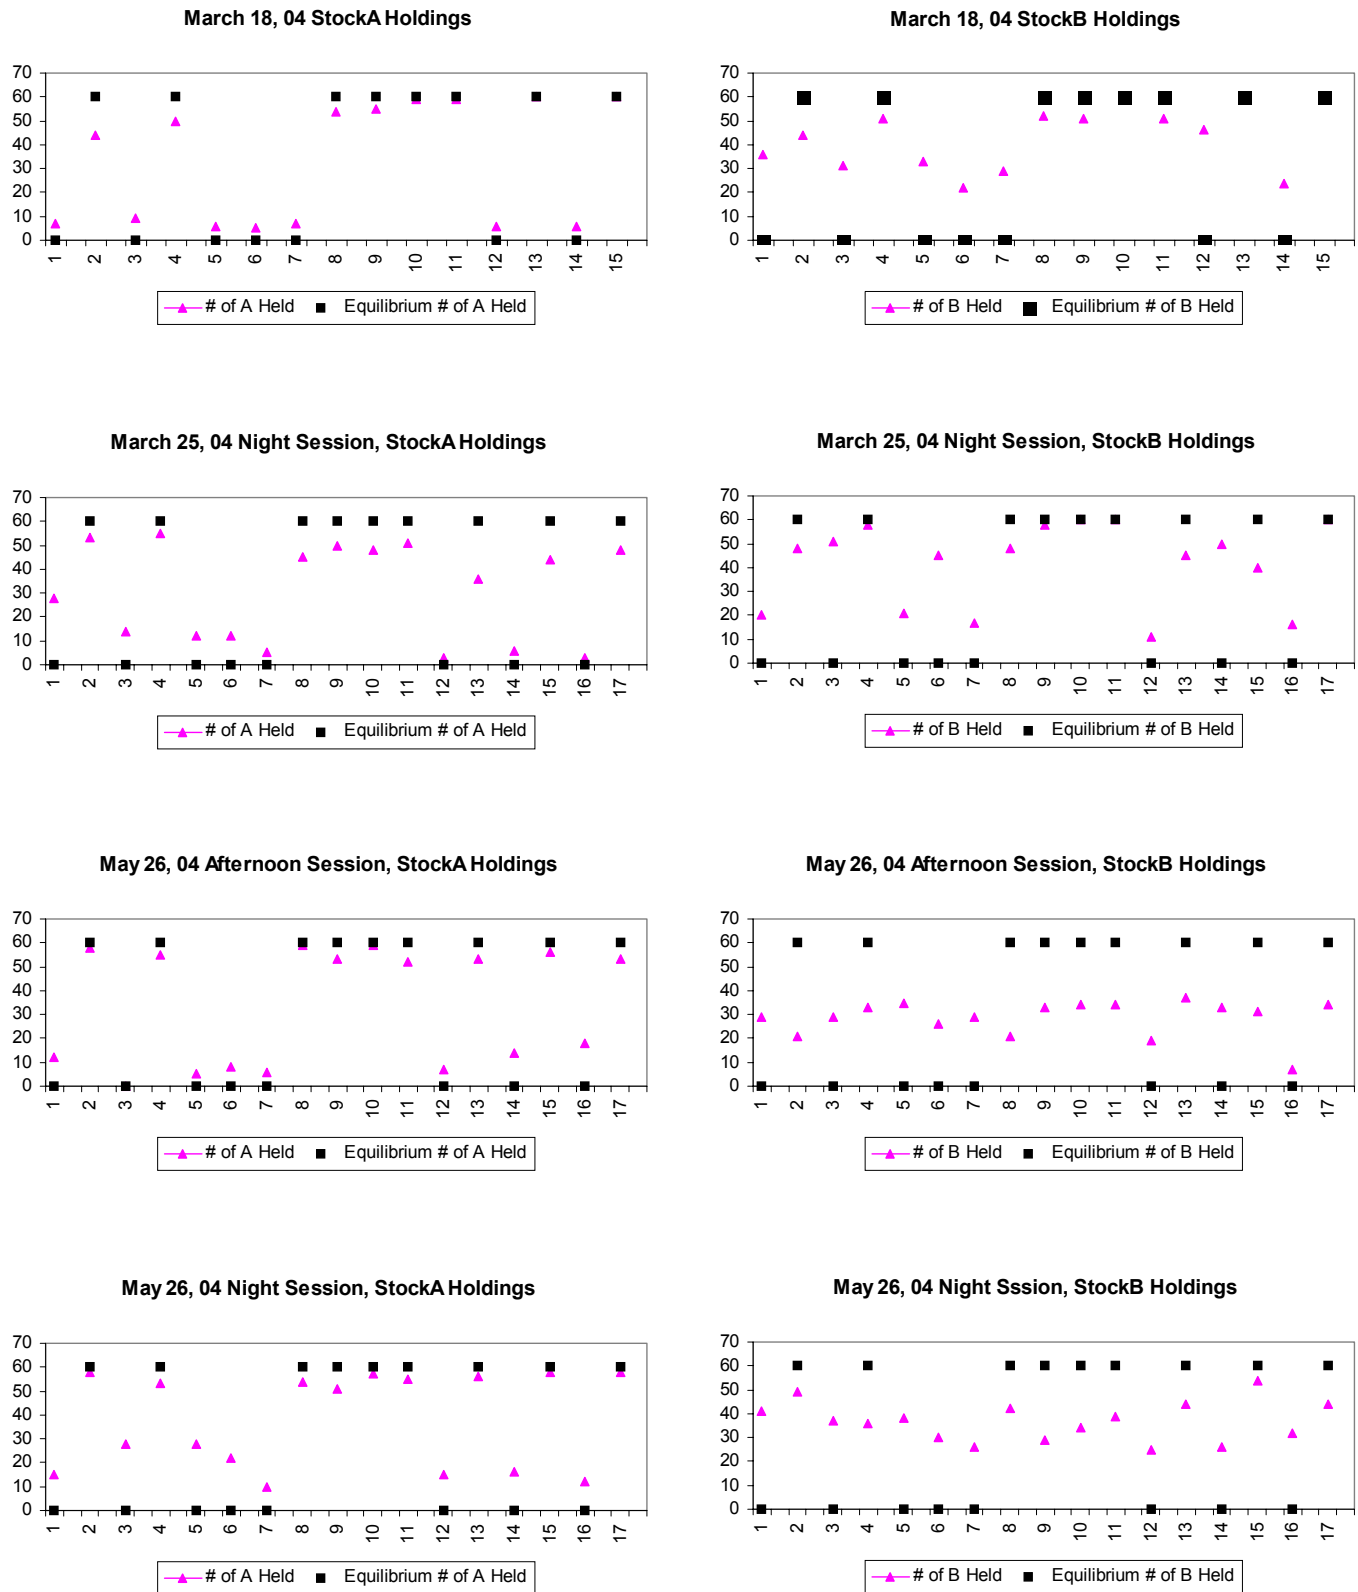 March 18, 04 StockA Holdings
70
60
50
40
30
20
10
0
1 2 3 4 5 6 7 8 9 10 11 12 13 14 15
# of A Held Equilibrium # of A Held
March 18, 04 StockB Holdings
70
60
50
40
30
20
10
0
1 2 3 4 5 6 7 8 9 10 11 12 13 14 15
# of B Held Equilibrium # of B Held
March 25, 04 Night Session, StockA Holdings
70
60
50
40
30
20
10
0
1 2 3 4 5 6 7 8 9 10 11 12 13 14 15 16 17
# of A Held Equilibrium # of A Held
March 25, 04 Night Session, StockB Holdings
70
60
50
40
30
20
10
0
1 2 3 4 5 6 7 8 9 10 11 12 13 14 15 16 17
# of B Held Equilibrium # of B Held
May 26, 04 Afternoon Session, StockA Holdings
70
60
50
40
30
20
10
0
1 2 3 4 5 6 7 8 9 10 11 12 13 14 15 16 17
# of A Held Equilibrium # of A Held
May 26, 04 Afternoon Session, StockB Holdings
70
60
50
40
30
20
10
0
1 2 3 4 5 6 7 8 9 10 11 12 13 14 15 16 17
# of B Held Equilibrium # of B Held
May 26, 04 Night Session, StockA Holdings
70
60
50
40
30
20
10
0
1 2 3 4 5 6 7 8 9 10 11 12 13 14 15 16 17
# of A Held Equilibrium # of A Held
May 26, 04 Night Sssion, StockB Holdings
70
60
50
40
30
20
10
0
1 2 3 4 5 6 7 8 9 10 11 12 13 14 15 16 17
# of B Held Equilibrium # of B Held